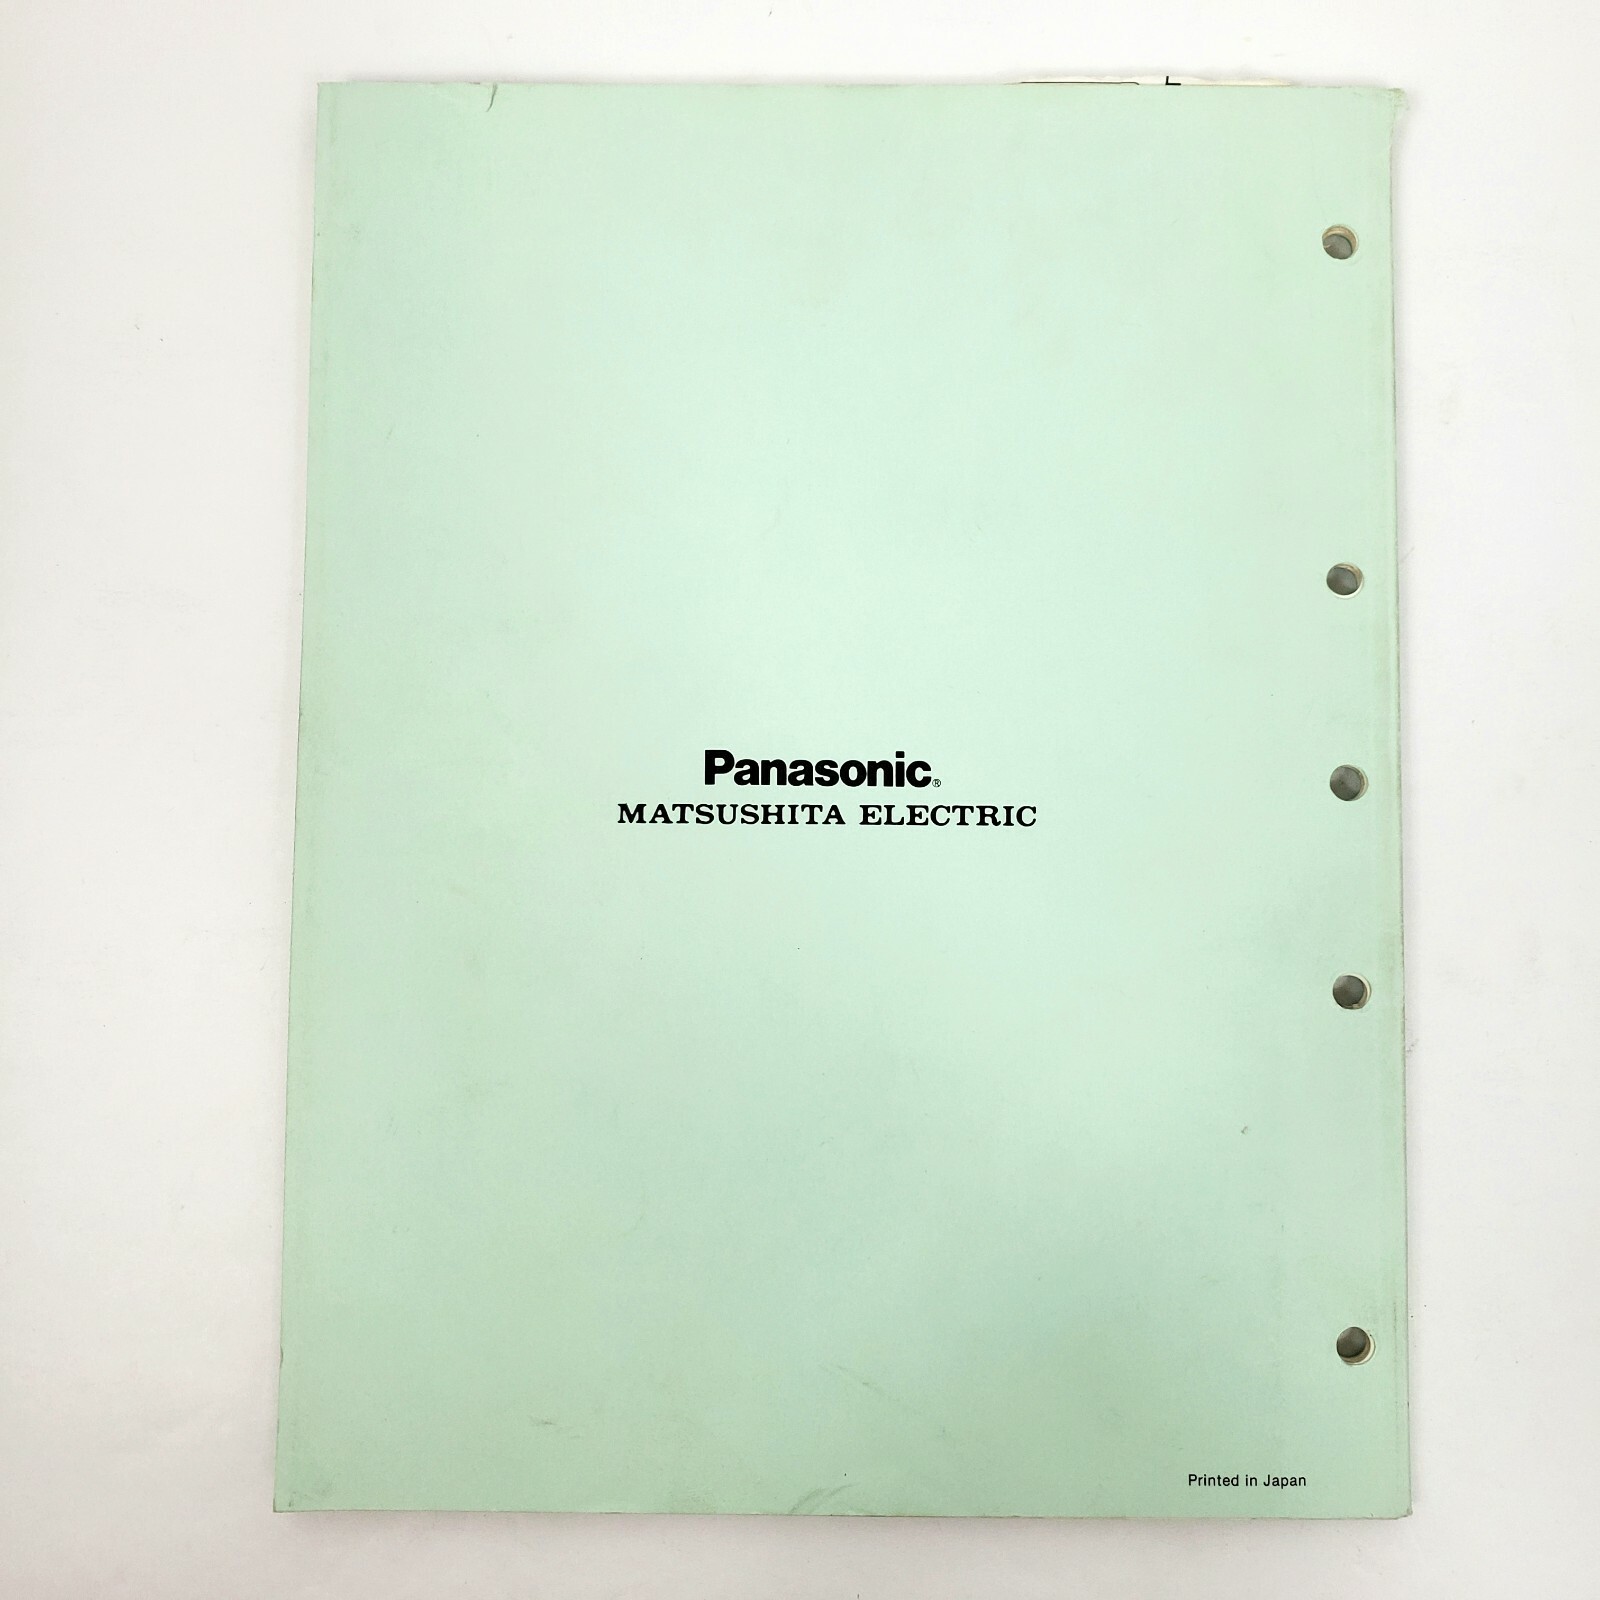 Panasonic®
MATSUSHITA ELECTRIC
Printed in Japan